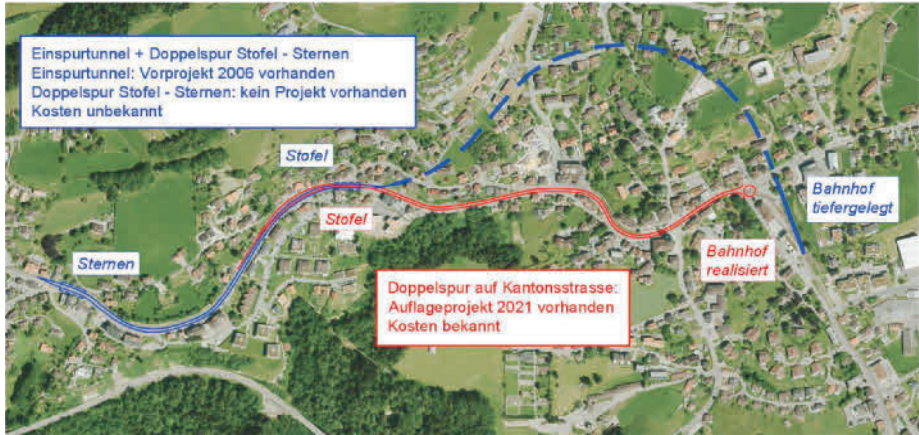 Einspurtunnel + Doppelspur Stofel - Sternen
Einspurtunnel: Vorprojekt 2006 vorhanden
Doppelspur Stofel - Sternen: kein Projekt vorhanden
Kosten unbekannt
Stofel
Stofel
Sternen
Bahnhof
tiefergelegt
Bahnhof
realisiert
Doppelspur auf Kantonsstrasse:
Auflageprojekt 2021 vorhanden
Kosten bekannt